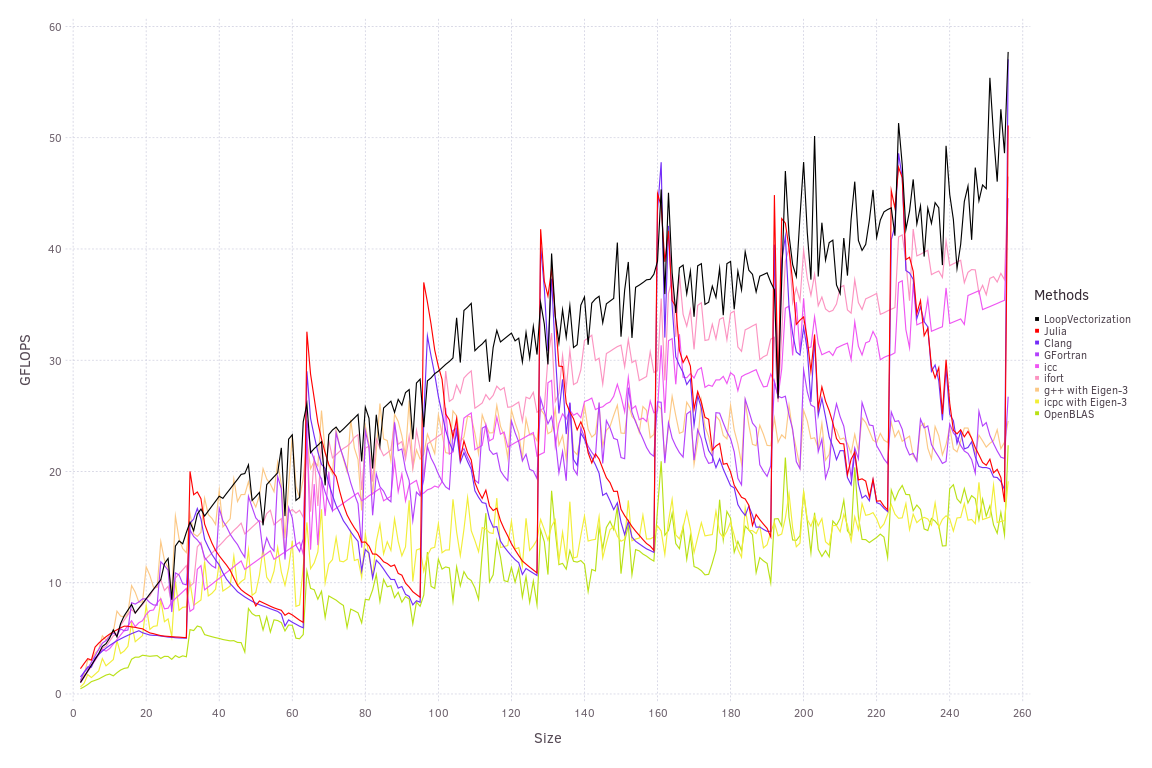 60
50
40
30
20
10
0
GFLOPS
0 20 40 60 80 100 120 140 160 180 200 220 240 260
Size
Methods
LoopVectorization
Julia
Clang
GFortran
icc
ifort
g++ with Eigen-3
icpc with Eigen-3
OpenBLAS